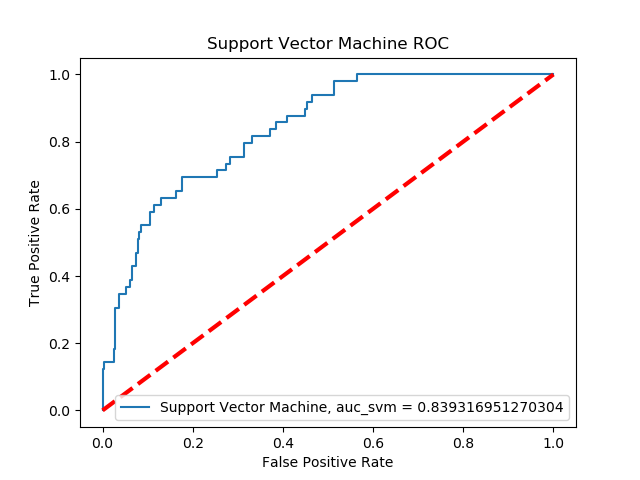 Support Vector Machine ROC
1.0
0.8
0.6
0.4
0.2
0.0
True Positive Rate
Support Vector Machine, auc_svm = 0.839316951270304
0.0 0.2 0.4 0.6 0.8 1.0
False Positive Rate